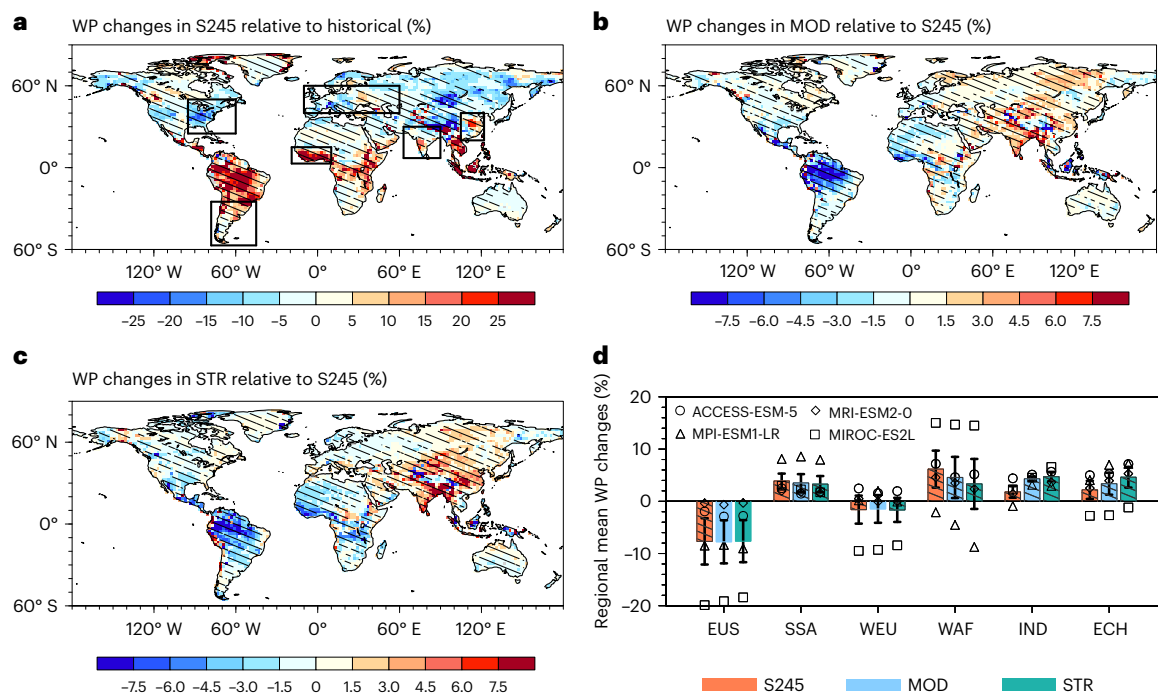 a
WP changes in S245 relative to historical (%)
60° N
0°
60° S
120° W 60° W 0° 60° E 120° E
−25 −20 −15 −10 −5 0 5 10 15 20 25
b
WP changes in MOD relative to S245 (%)
60° N
0°
60° S
120° W 60° W 0° 60° E 120° E
−7.5 −6.0 −4.5 −3.0 −1.5 0 1.5 3.0 4.5 6.0 7.5
c
WP changes in STR relative to S245 (%)
60° N
0°
60° S
120° W 60° W 0° 60° E 120° E
−7.5 −6.0 −4.5 −3.0 −1.5 0 1.5 3.0 4.5 6.0 7.5
d
Regional mean WP changes (%)
20
10
0
−10
−20
ACCESS-ESM-5 MRI-ESM2-0
MPI-ESM1-LR MIROC-ES2L
EUS SSA WEU WAF IND ECH
S245 MOD STR